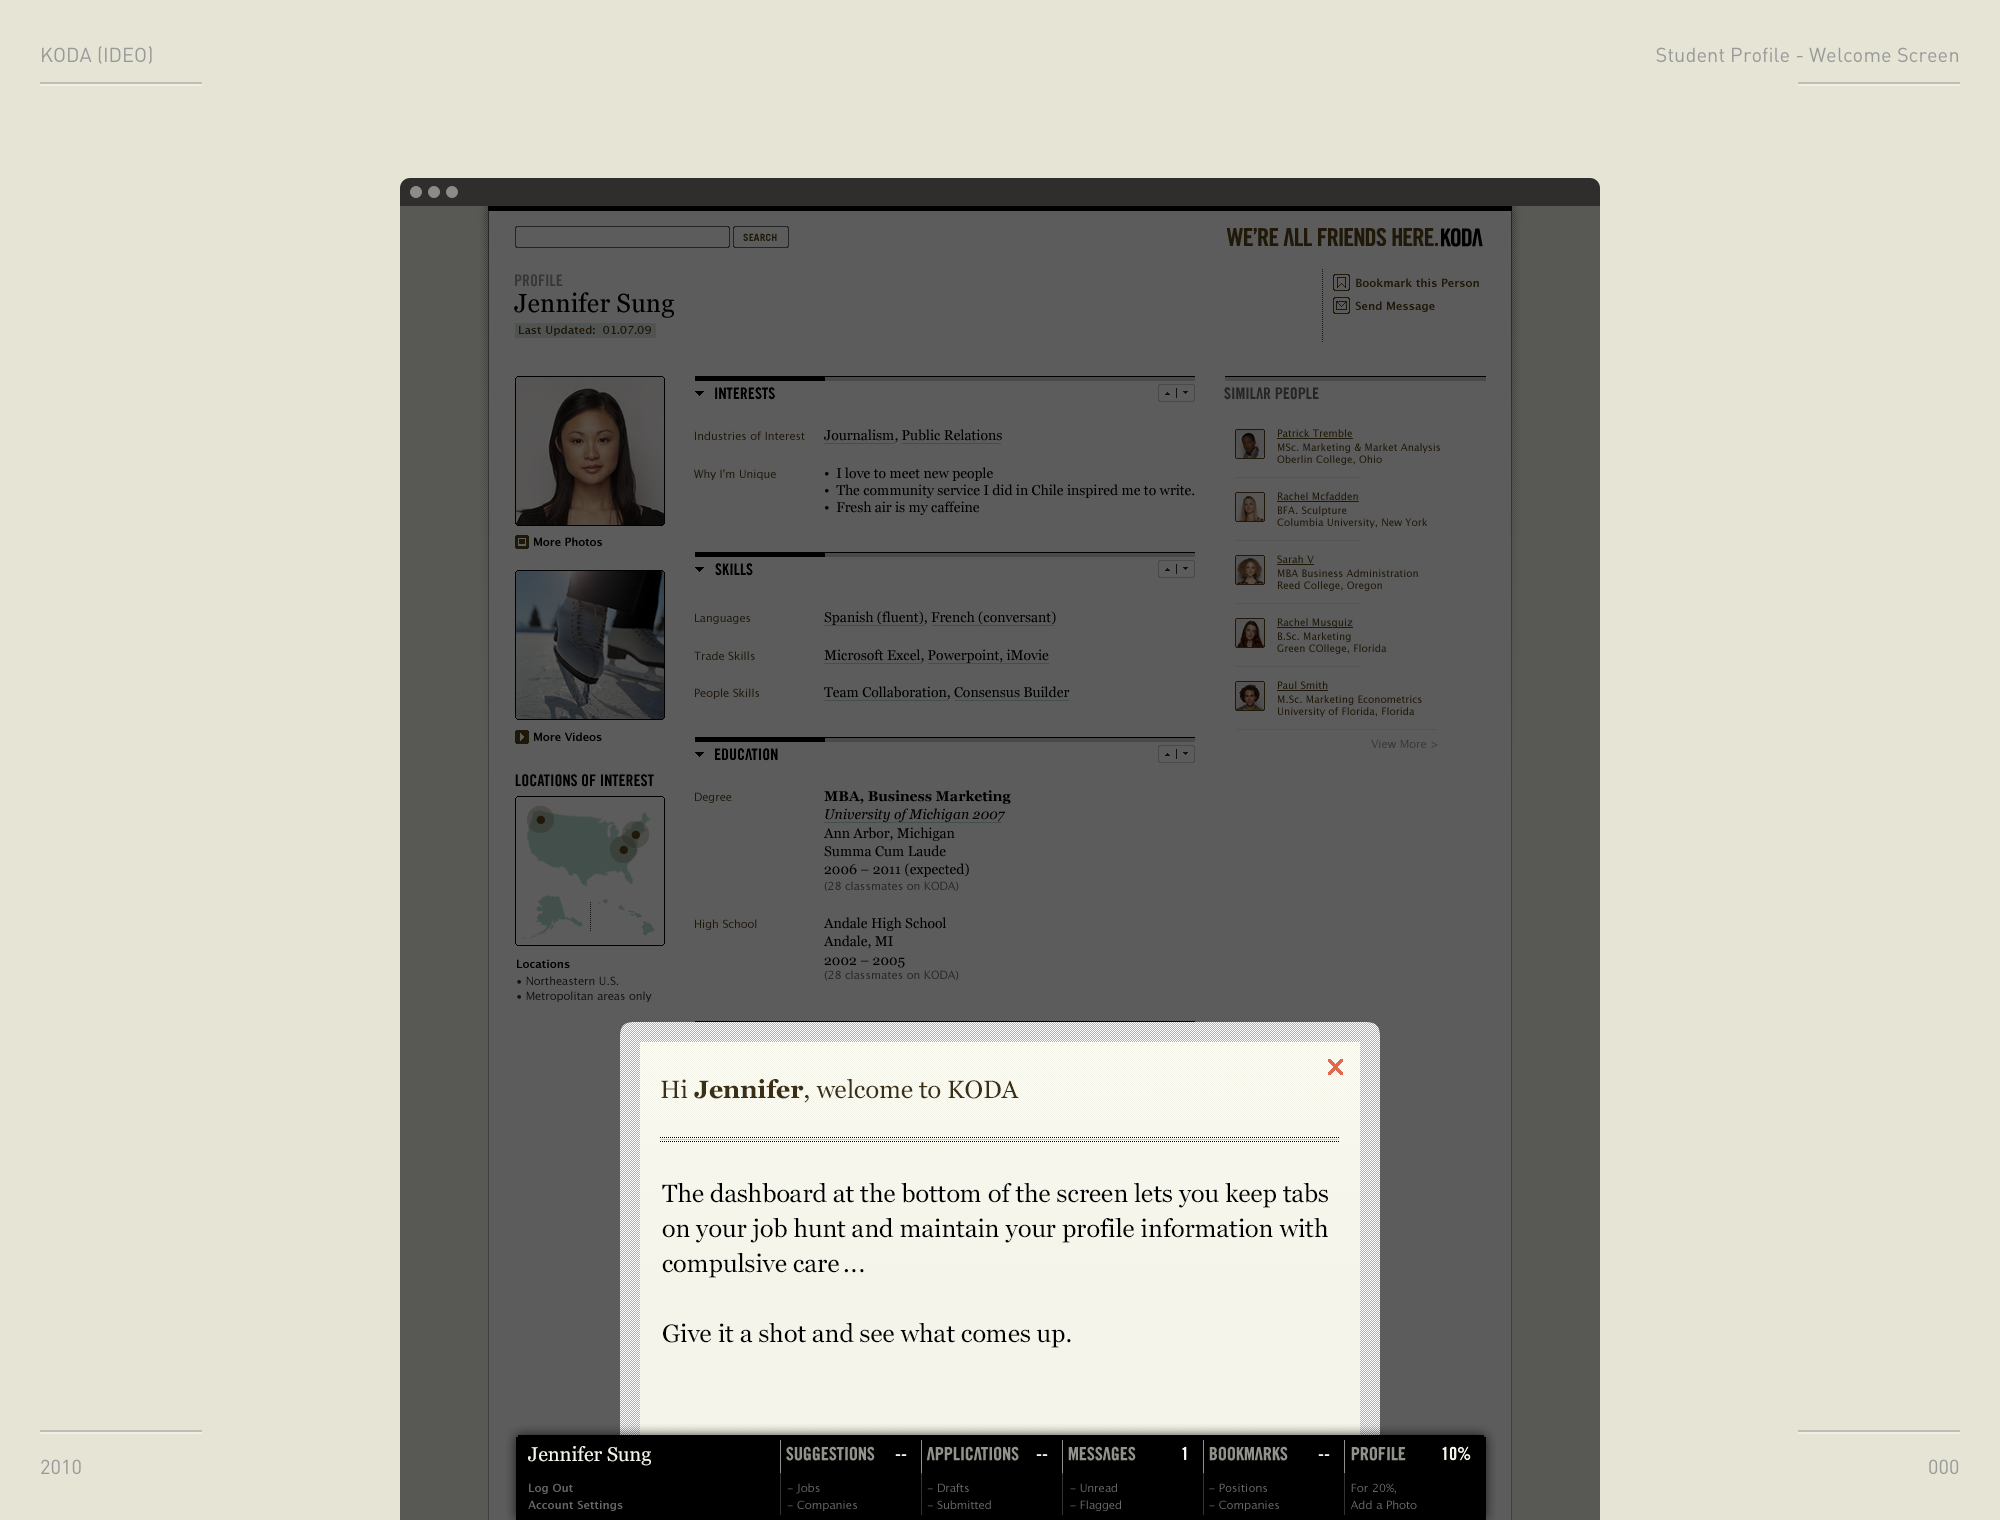 KODA (IDEO)
Student Profile - Welcome Screen
SEARCH
WE'RE ALL FRIENDS HERE.KODA
PROFILE
Jennifer Sung
Last Updated: 01.07.09
Bookmark this Person
Send Message
More Photos
More Videos
LOCATIONS OF INTEREST
Locations
• Northeastern U.S.
• Metropolitan areas only
INTERESTS
Industries of Interest Journalism, Public Relations
Why I'm Unique • I love to meet new people
• The community service I did in Chile inspired me to write.
• Fresh air is my caffeine
SKILLS
Languages Spanish (fluent), French (conversant)
Trade Skills Microsoft Excel, Powerpoint, iMovie
People Skills Team Collaboration, Consensus Builder
EDUCATION
Degree MBA, Business Marketing
University of Michigan 2007
Ann Arbor, Michigan
Summa Cum Laude
2006 – 2011 (expected)
(28 classmates on KODA)
High School Andale High School
Andale, MI
2002 – 2005
(28 classmates on KODA)
SIMILAR PEOPLE
Patrick Tremble
MSc. Marketing & Market Analysis
Oberlin College, Ohio
Rachel Mcfadden
BFA. Sculpture
Columbia University, New York
Sarah V
MBA Business Administration
Reed College, Oregon
Rachel Musquiz
B.Sc. Marketing
Green COllege, Florida
Paul Smith
M.Sc. Marketing Econometrics
University of Florida, Florida
View More >
Hi Jennifer, welcome to KODA
The dashboard at the bottom of the screen lets you keep tabs
on your job hunt and maintain your profile information with
compulsive care...
Give it a shot and see what comes up.
Jennifer Sung
Log Out
Account Settings
SUGGESTIONS --
– Jobs
– Companies
APPLICATIONS --
– Drafts
– Submitted
MESSAGES 1
– Unread
– Flagged
BOOKMARKS --
– Positions
– Companies
PROFILE 10%
For 20%,
Add a Photo
2010
000